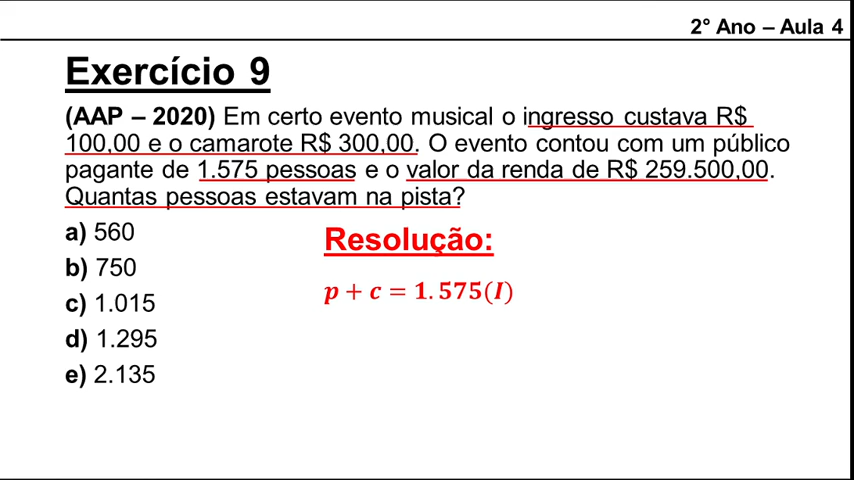 2° Ano – Aula 4
Exercício 9
(AAP – 2020) Em certo evento musical o ingresso custava R$
100,00 e o camarote R$ 300,00. O evento contou com um público
pagante de 1.575 pessoas e o valor da renda de R$ 259.500,00.
Quantas pessoas estavam na pista?
a) 560
b) 750
c) 1.015
d) 1.295
e) 2.135
Resolução:
p + c = 1.575(I)